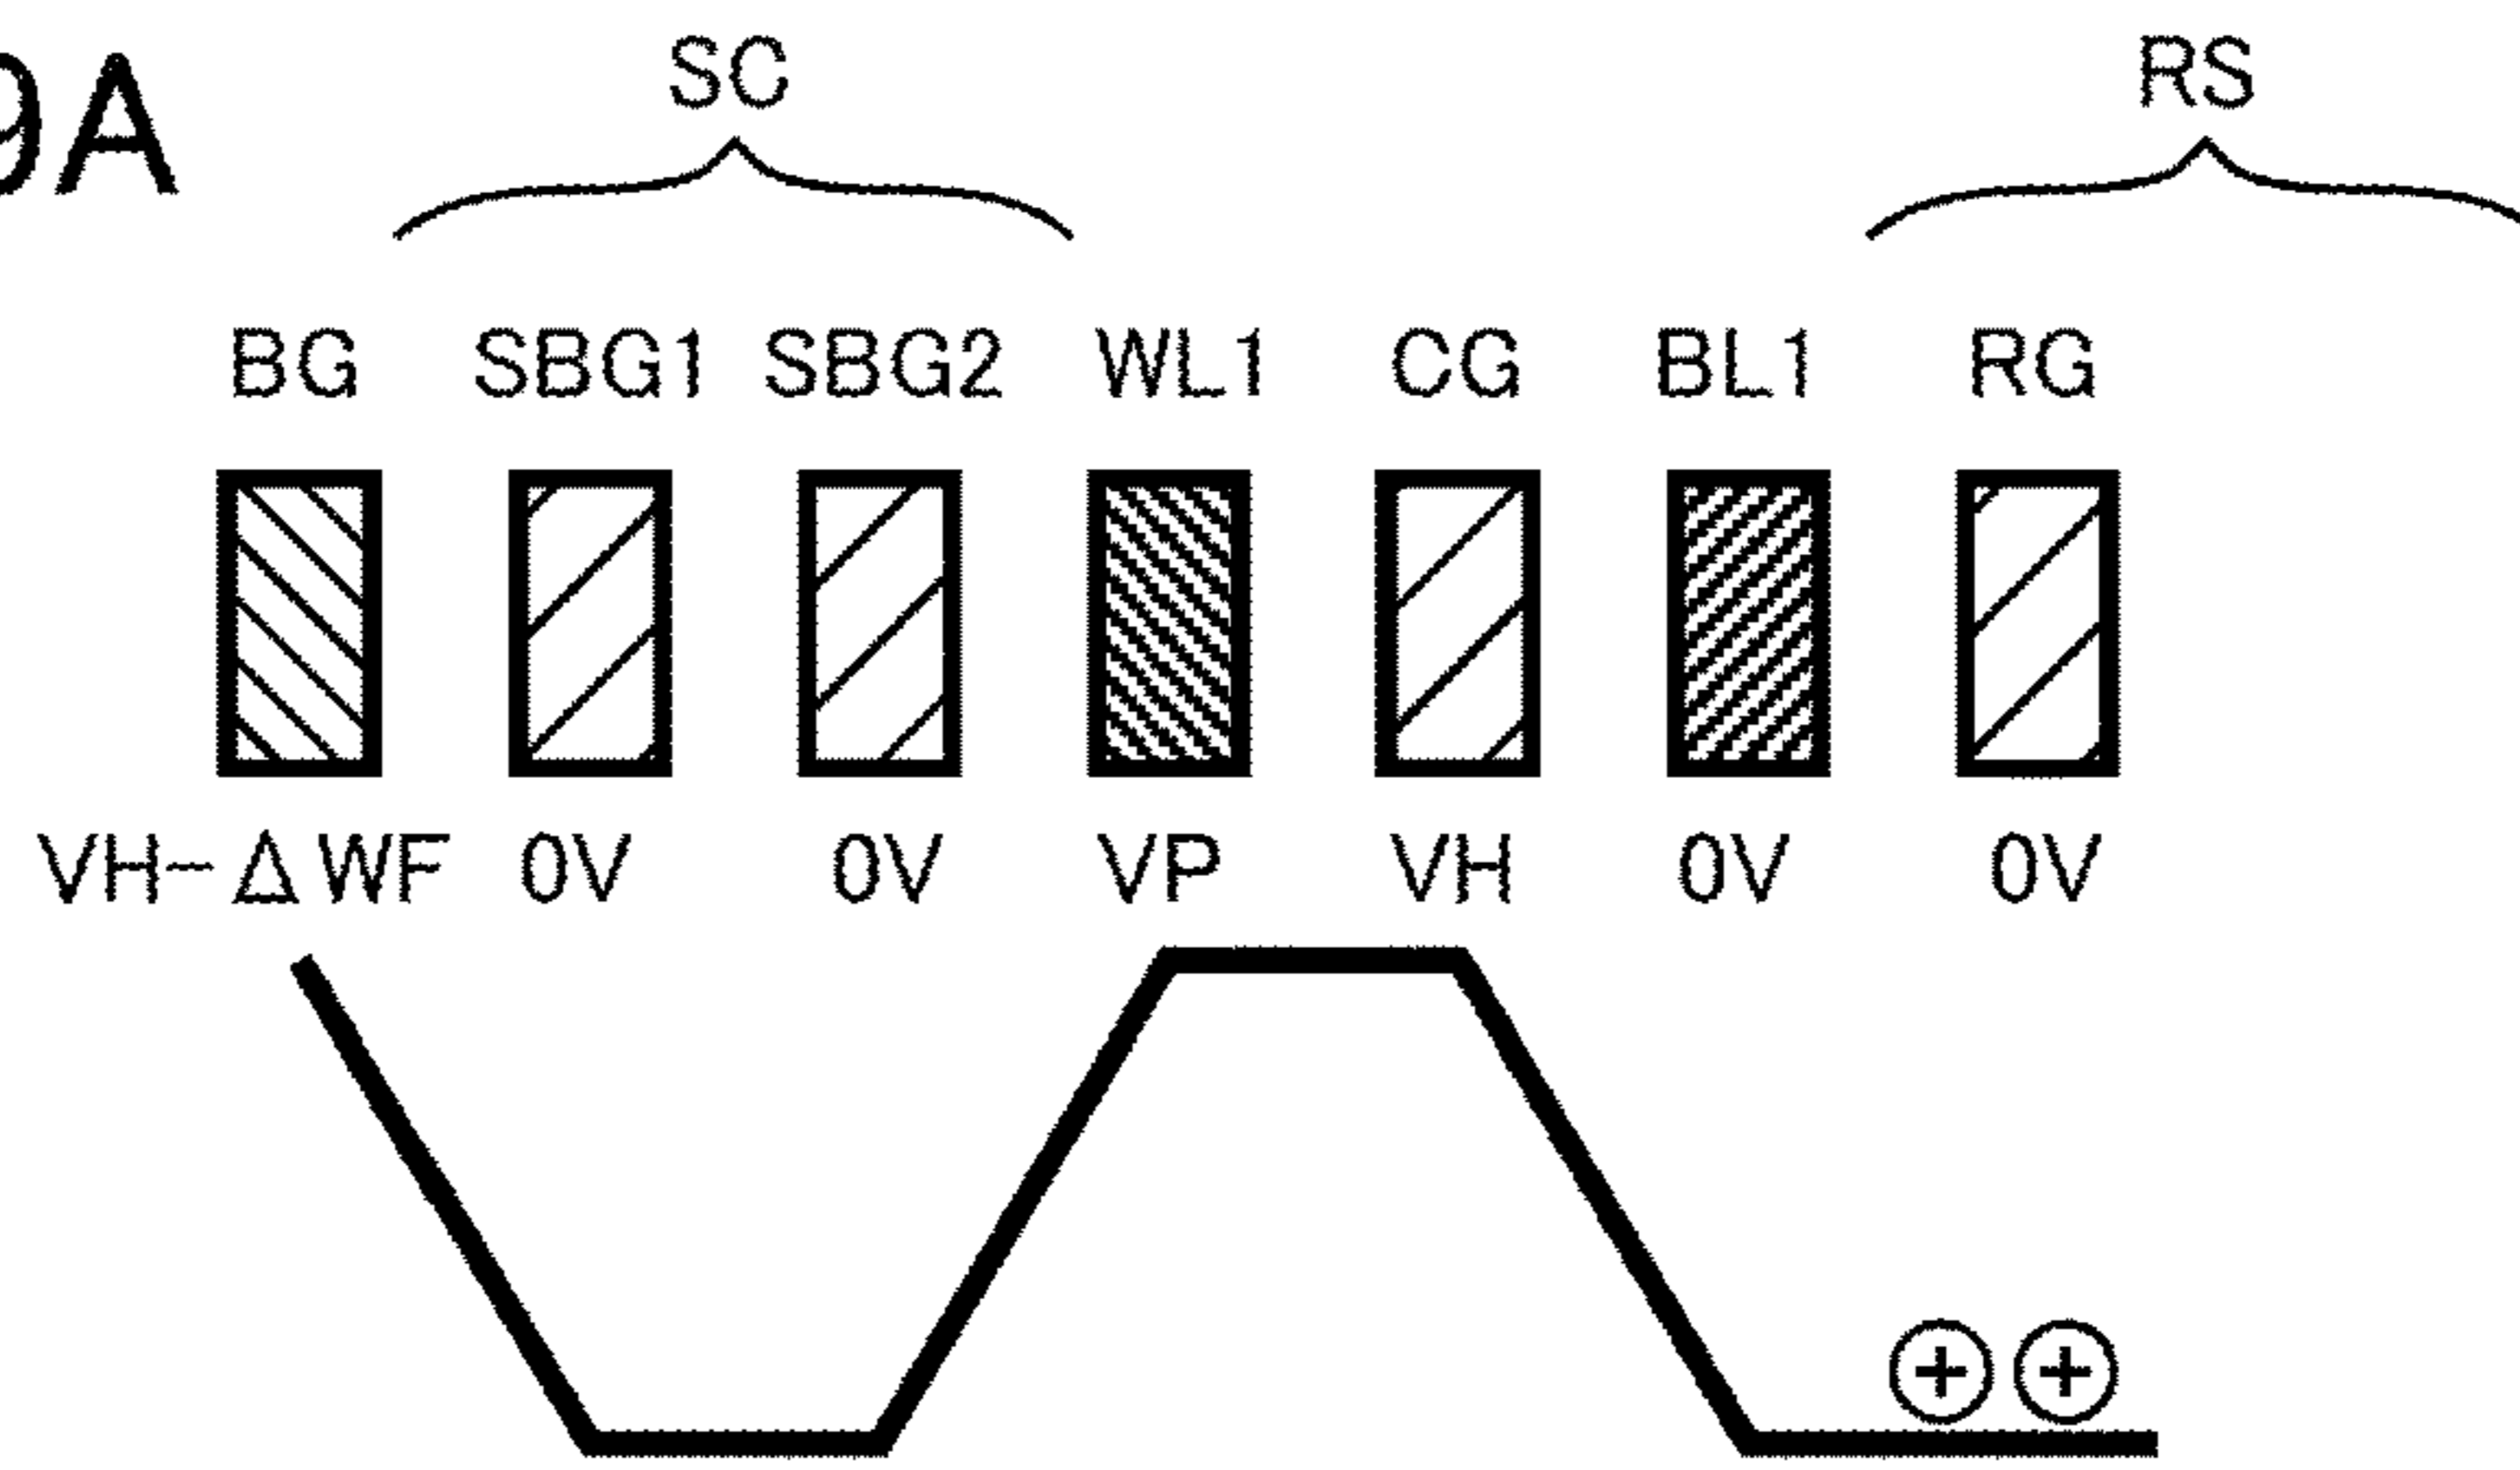 9A
SC RS
BG SBG1 SBG2 WL1 CG BL1 RG
VH-ΔWF 0V 0V VP VH 0V 0V
+ +